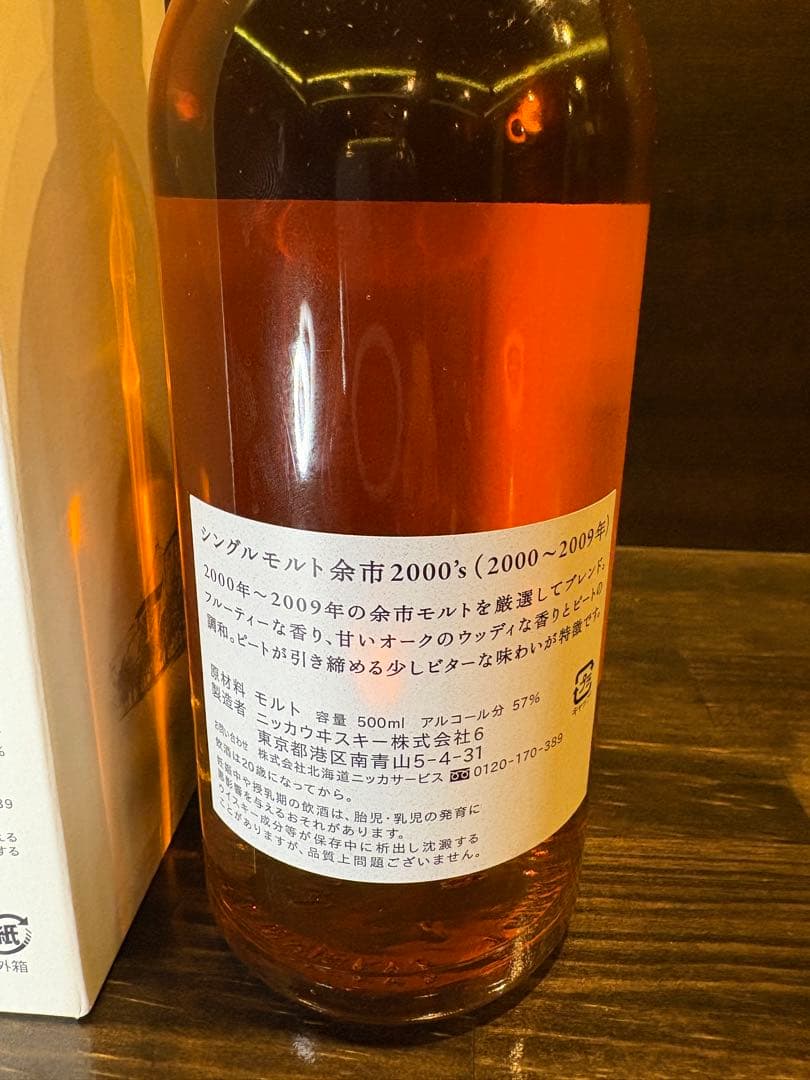 シングルモルト余市2000's(2000〜2009年)
2000年〜2009年の余市モルトを厳選してブレンド。
フルーティーな香り、甘いオークのウッディな香りとピートの
調和。ピートが引き締める少しビターな味わいが特徴です。
原材料 モルト 容量 500ml アルコール分 57%
製造者 ニッカウヰスキー株式会社6
東京都港区南青山5-4-31
お問い合わせ 株式会社北海道ニッカサービス 0120-170-389
飲酒は20歳になってから。
妊娠中や授乳期の飲酒は、胎児・乳児の発育に
悪影響を与えるおそれがあります。
ウイスキー成分等が保存中に析出し沈澱する
ことがありますが、品質上問題ございません。
%
89
える
する
紙
外箱